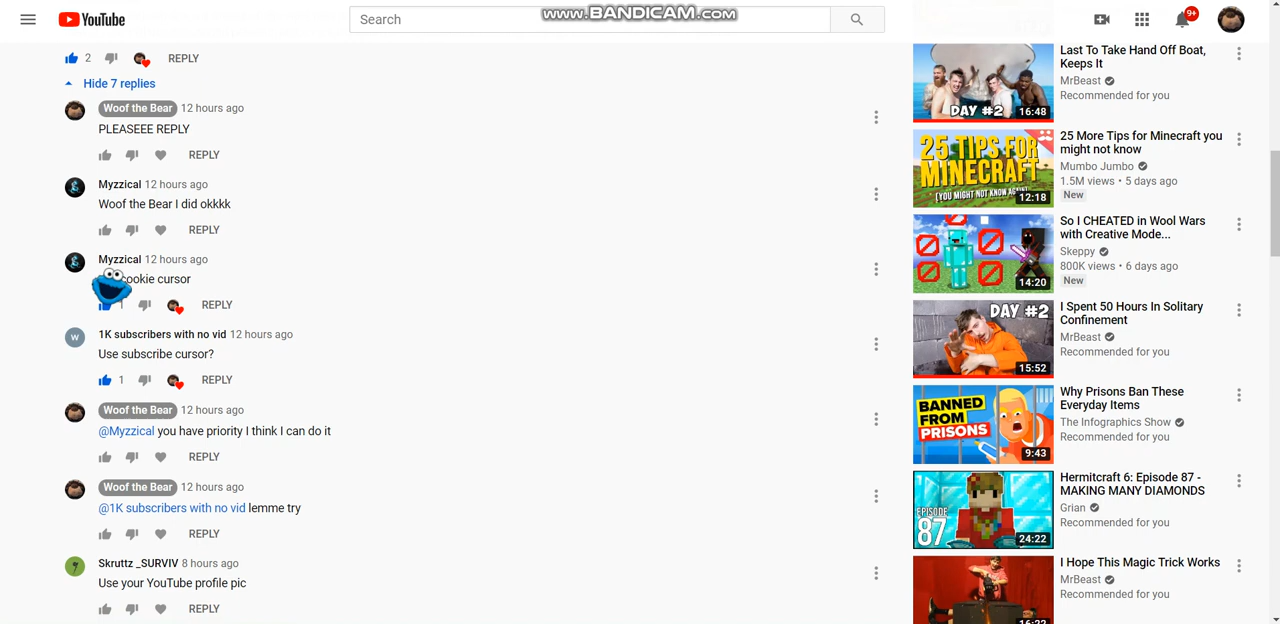 YouTube
Search
www.BANDICAM.com
9+
2
REPLY
Hide 7 replies
Woof the Bear 12 hours ago
PLEASEEE REPLY
REPLY
Myzzical 12 hours ago
Woof the Bear I did okkkk
REPLY
Myzzical 12 hours ago
cursor
REPLY
W
1K subscribers with no vid 12 hours ago
Use subscribe cursor?
1
REPLY
Woof the Bear 12 hours ago
@Myzzical you have priority I think I can do it
REPLY
Woof the Bear 12 hours ago
@1K subscribers with no vid lemme try
REPLY
Skruttz _SURVIV 8 hours ago
Use your YouTube profile pic
REPLY
DAY #2
16:48
Last To Take Hand Off Boat,
Keeps It
MrBeast
Recommended for you
25 TIPS FOR
MINECRAFT
12:18
25 More Tips for Minecraft you
might not know
Mumbo Jumbo
1.5M views • 5 days ago
New
14:20
So I CHEATED in Wool Wars
with Creative Mode...
Skeppy
800K views • 6 days ago
New
DAY #2
15:52
I Spent 50 Hours In Solitary
Confinement
MrBeast
Recommended for you
BANNED
FROM
PRISONS
9:43
Why Prisons Ban These
Everyday Items
The Infographics Show
Recommended for you
EPISODE
87
24:22
Hermitcraft 6: Episode 87 -
MAKING MANY DIAMONDS
Grian
Recommended for you
I Hope This Magic Trick Works
MrBeast
Recommended for you